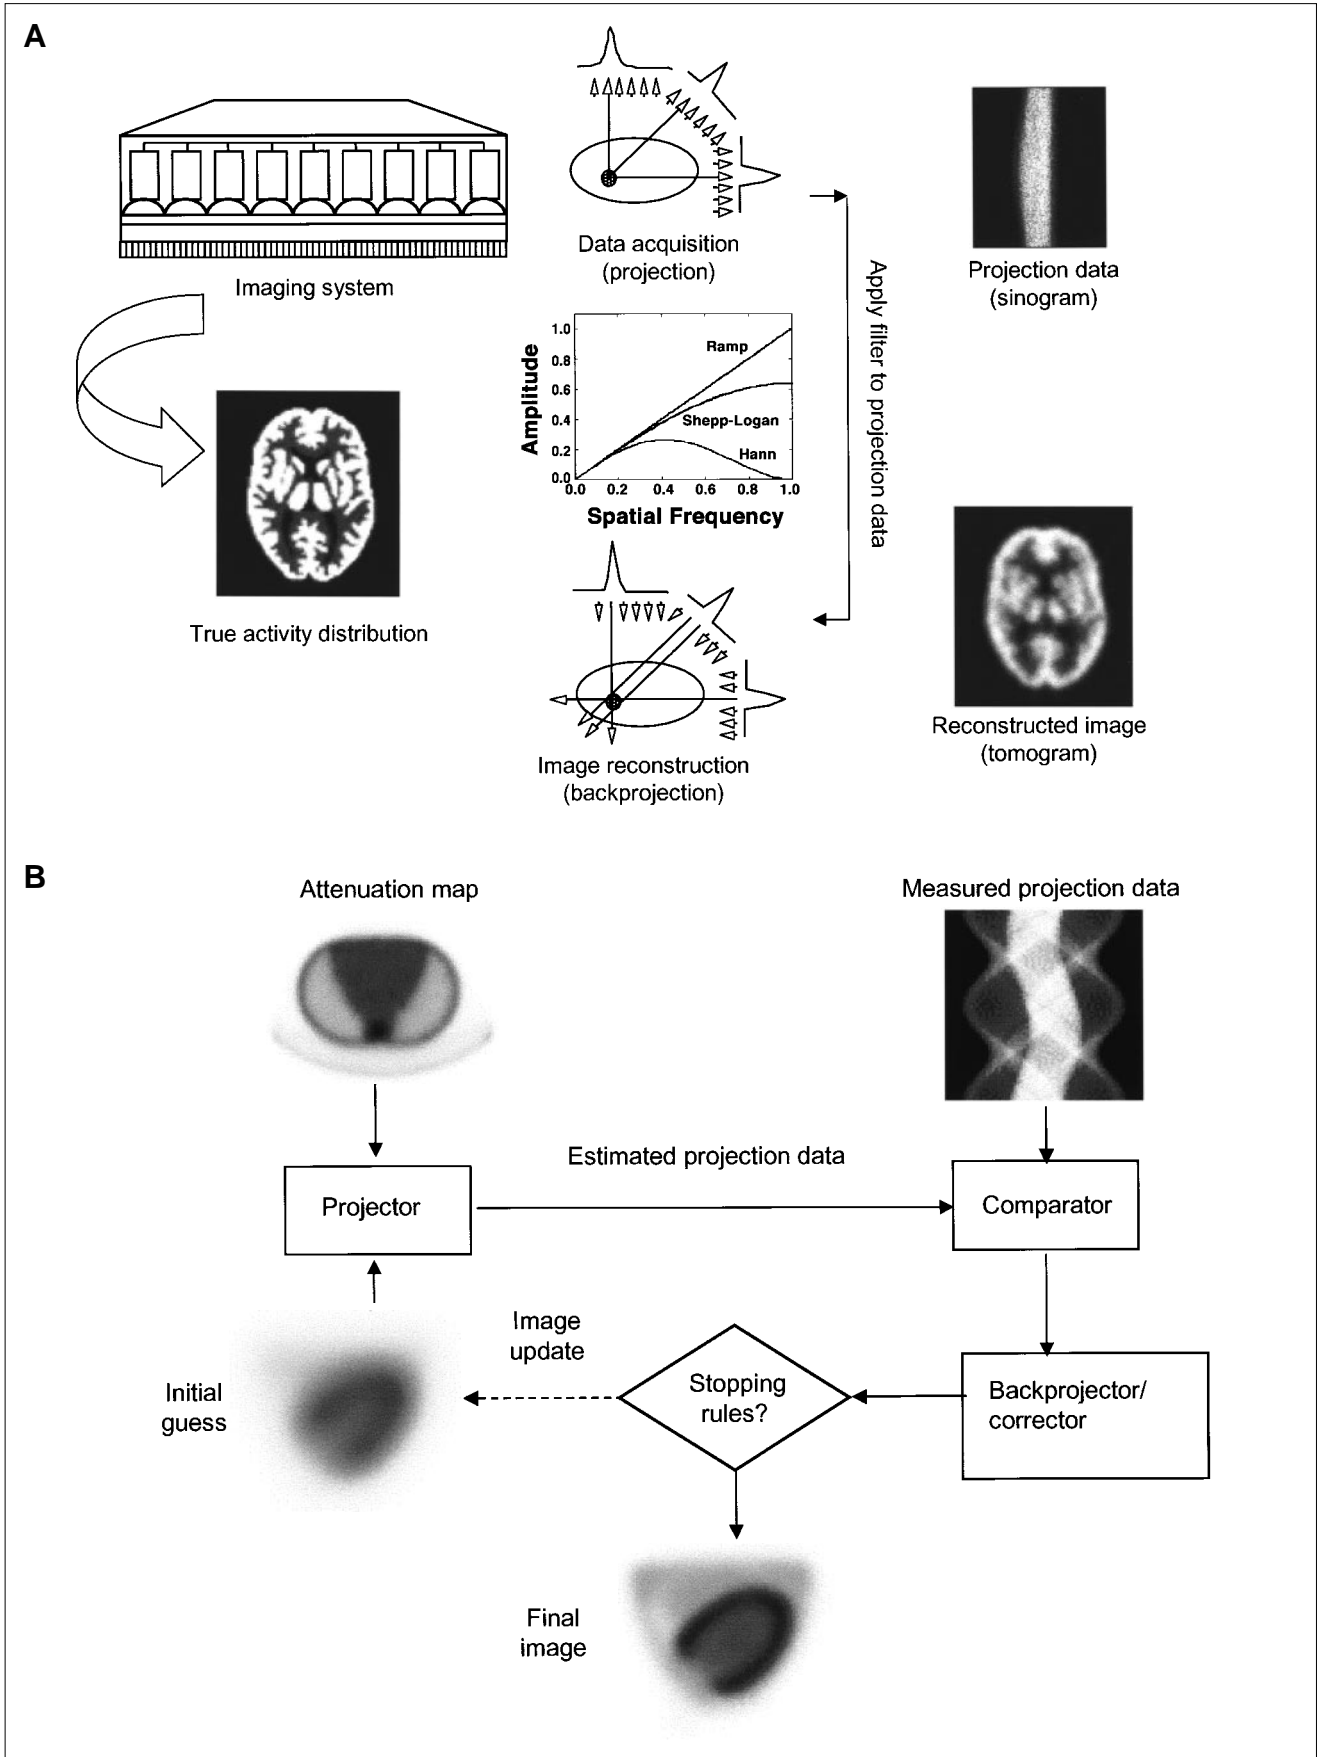 A
Imaging system
Data acquisition
(projection)
Projection data
(sinogram)
Apply filter to projection data
Amplitude
1.0
0.8
0.6
0.4
0.2
0.0
Ramp
Shepp-Logan
Hann
0.0 0.2 0.4 0.6 0.8 1.0
Spatial Frequency
True activity distribution
Image reconstruction
(backprojection)
Reconstructed image
(tomogram)
B
Attenuation map
Measured projection data
Projector
Estimated projection data
Comparator
Initial
guess
Image
update
Stopping
rules?
Backprojector/
corrector
Final
image